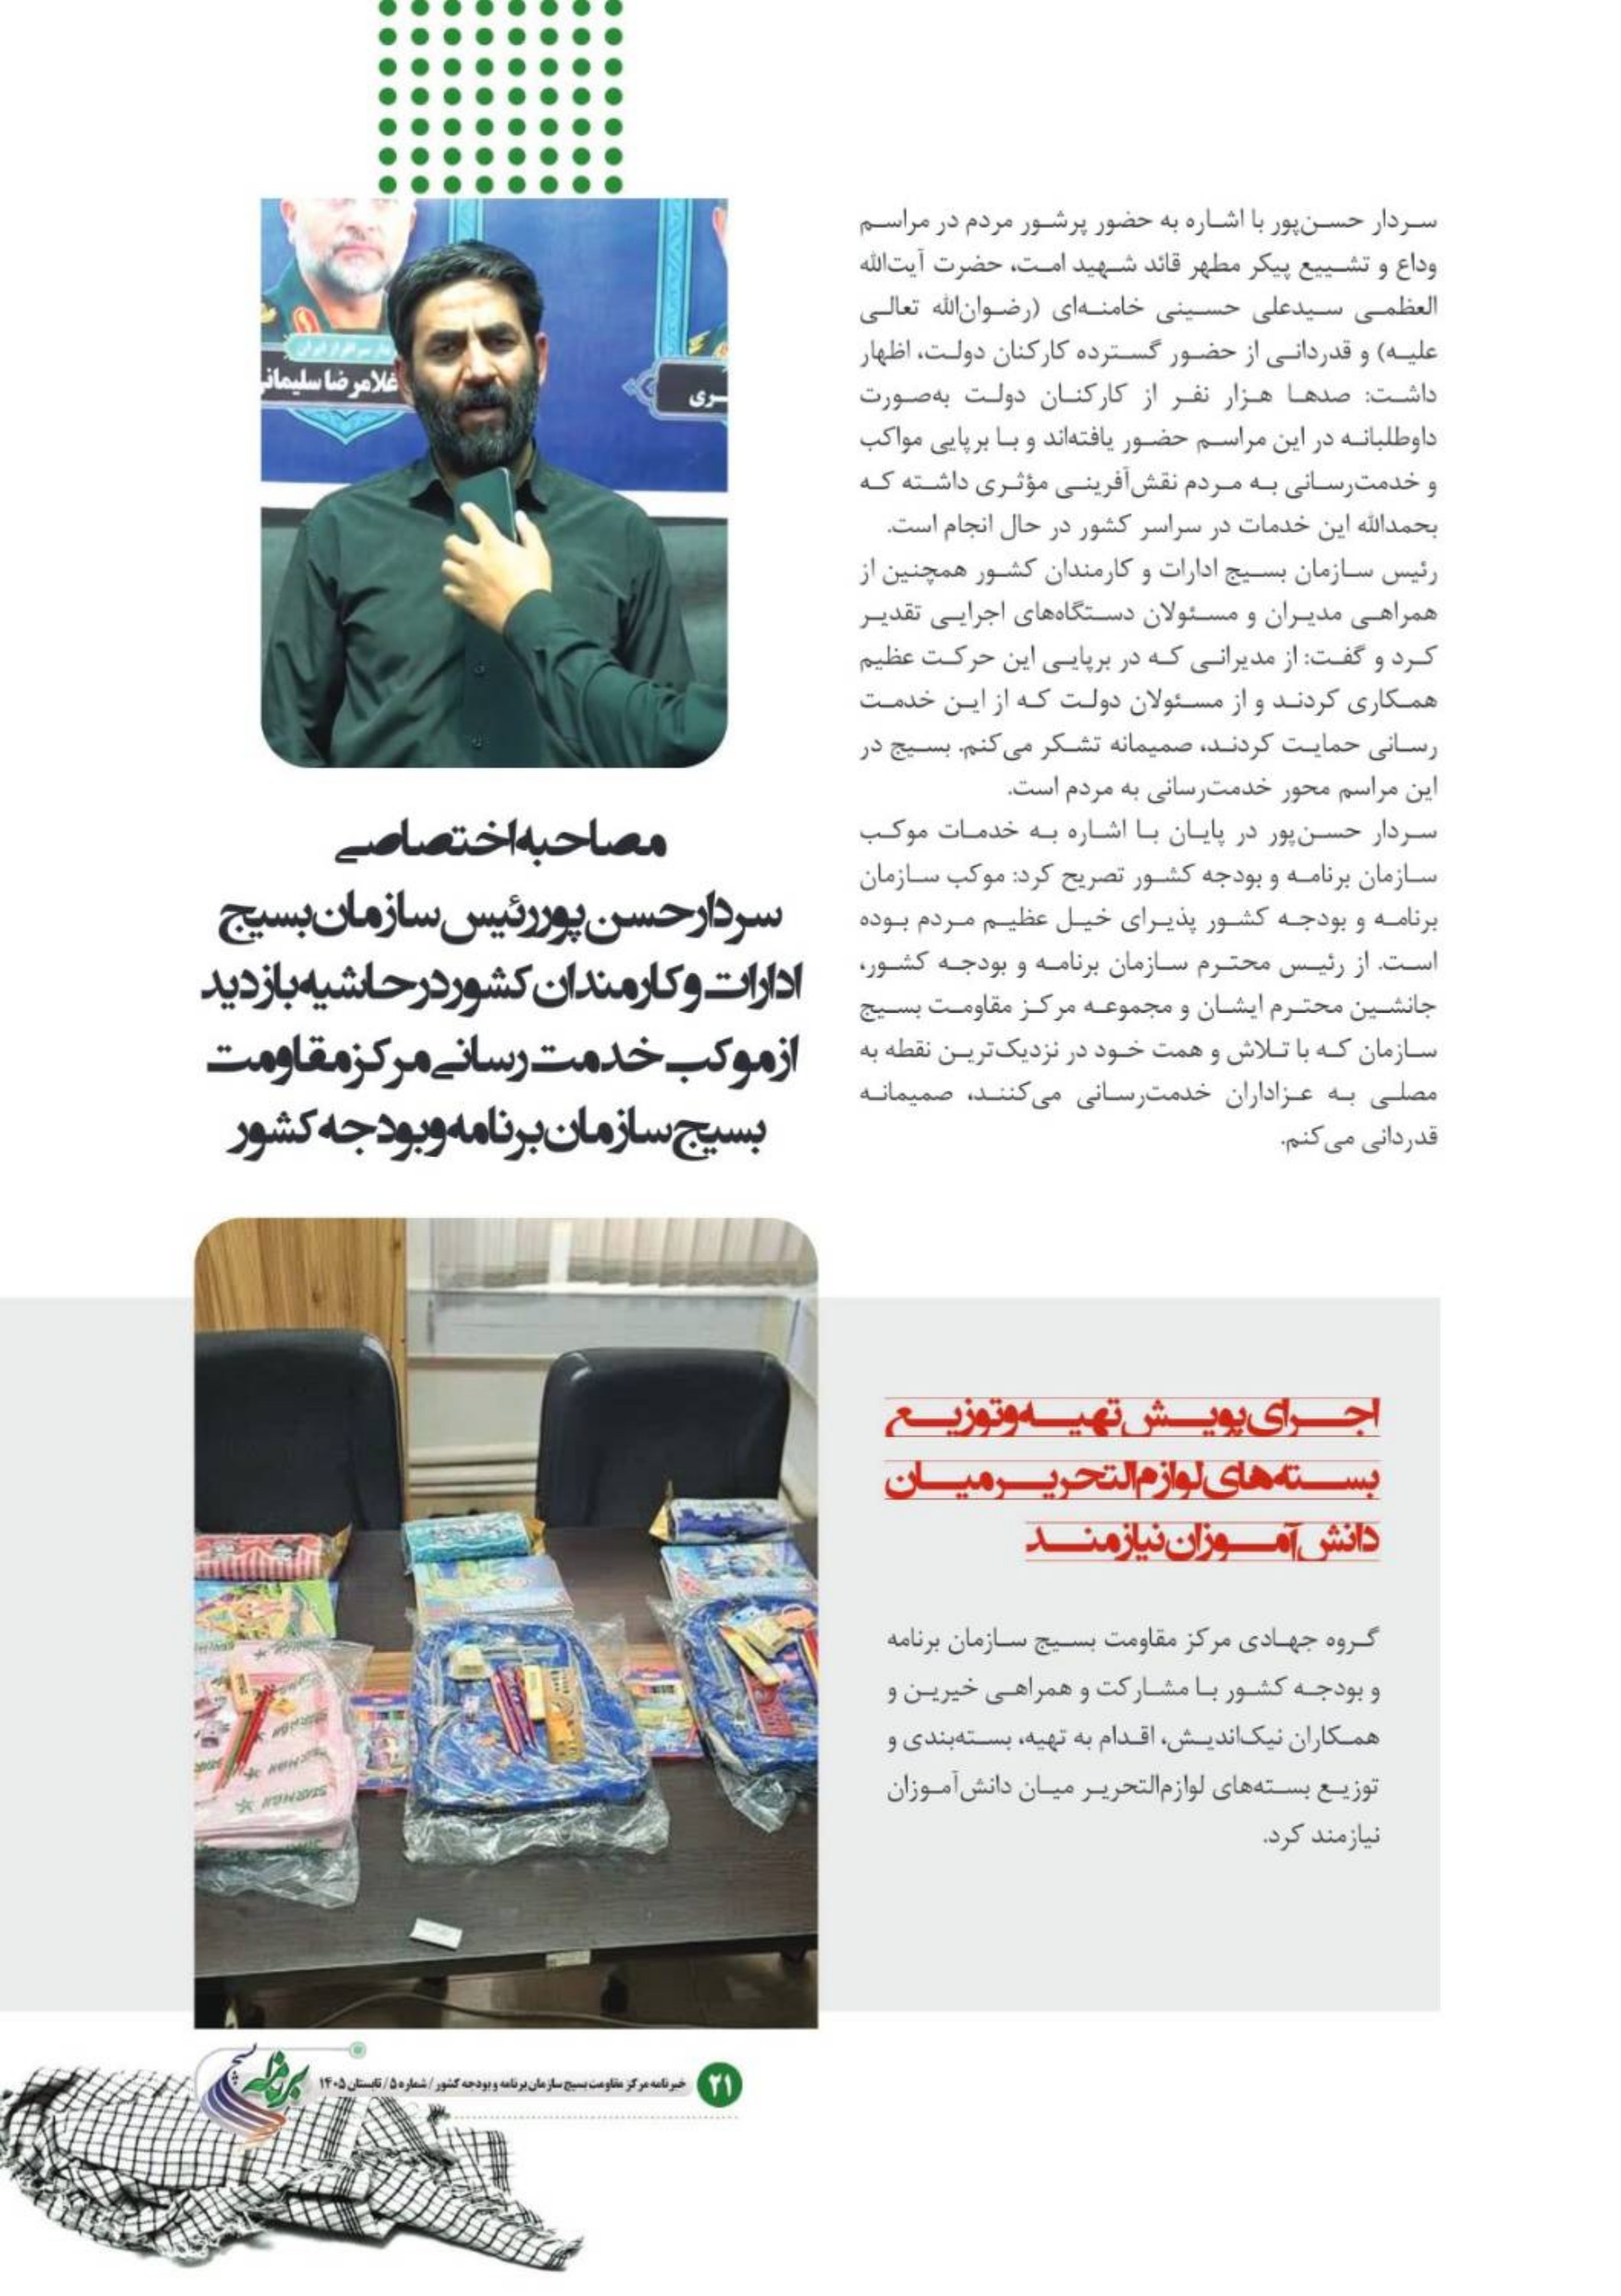 سردار سرافراز ایران
غلامرضا سلیمانی
ـری
سردار حسن‌پور با اشاره به حضور پرشور مردم در مراسم
وداع و تشییع پیکر مطهر قائد شهید امت، حضرت آیت‌الله
العظمی سیدعلی حسینی خامنه‌ای (رضوان‌الله تعالی
علیه) و قدردانی از حضور گسترده کارکنان دولت، اظهار
داشت: صدها هزار نفر از کارکنان دولت به‌صورت
داوطلبانه در این مراسم حضور یافته‌اند و با برپایی مواکب
و خدمت‌رسانی به مردم نقش‌آفرینی مؤثری داشته که
بحمدالله این خدمات در سراسر کشور در حال انجام است.
رئیس سازمان بسیج ادارات و کارمندان کشور همچنین از
همراهی مدیران و مسئولان دستگاه‌های اجرایی تقدیر
کرد و گفت: از مدیرانی که در برپایی این حرکت عظیم
همکاری کردند و از مسئولان دولت که از این خدمت
رسانی حمایت کردند، صمیمانه تشکر می‌کنم. بسیج در
این مراسم محور خدمت‌رسانی به مردم است.
سردار حسن‌پور در پایان با اشاره به خدمات موکب
سازمان برنامه و بودجه کشور تصریح کرد: موکب سازمان
برنامه و بودجه کشور پذیرای خیل عظیم مردم بوده
است. از رئیس محترم سازمان برنامه و بودجه کشور،
جانشین محترم ایشان و مجموعه مرکز مقاومت بسیج
سازمان که با تلاش و همت خود در نزدیک‌ترین نقطه به
مصلی به عزاداران خدمت‌رسانی می‌کنند، صمیمانه
قدردانی می‌کنم.
مصاحبه اختصاصی
سردار حسن پور رئیس سازمان بسیج
ادارات و کارمندان کشور در حاشیه بازدید
از موکب خدمت رسانی مرکز مقاومت
بسیج سازمان برنامه و بودجه کشور
اجرای پویش تهیه و توزیع
بسته‌های لوازم‌التحریر میان
دانش‌آموزان نیازمند
گروه جهادی مرکز مقاومت بسیج سازمان برنامه
و بودجه کشور با مشارکت و همراهی خیرین و
همکاران نیک‌اندیش، اقدام به تهیه، بسته‌بندی و
توزیع بسته‌های لوازم‌التحریر میان دانش‌آموزان
نیازمند کرد.
۲۱
خبرنامه مرکز مقاومت بسیج سازمان برنامه و بودجه کشور / شماره ۵ / تابستان ۱۴۰۵
برنامه
بسیج